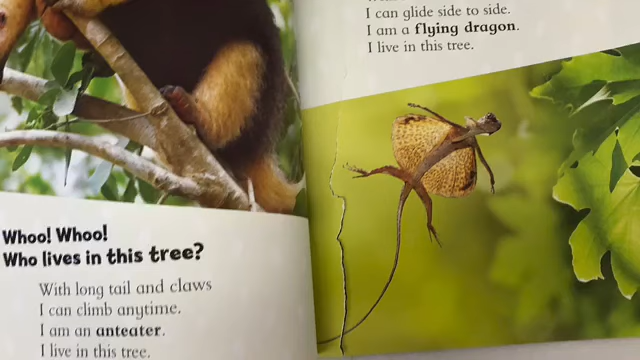 Whoo! Whoo!
Who lives in this tree?
With long tail and claws
I can climb anytime.
I am an anteater.
I live in this tree.
I can glide side to side.
I am a flying dragon.
I live in this tree.